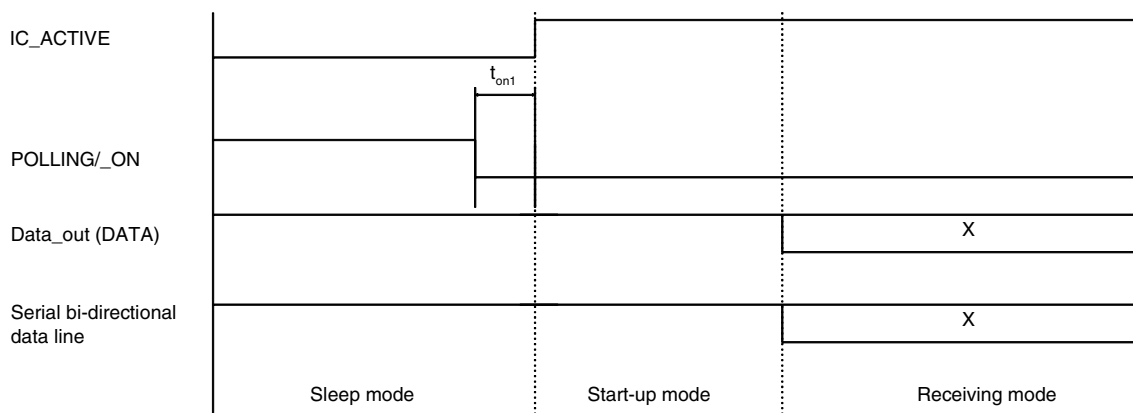 IC_ACTIVE
t_on1
POLLING/_ON
Data_out (DATA)
X
Serial bi-directional
data line
X
Sleep mode
Start-up mode
Receiving mode